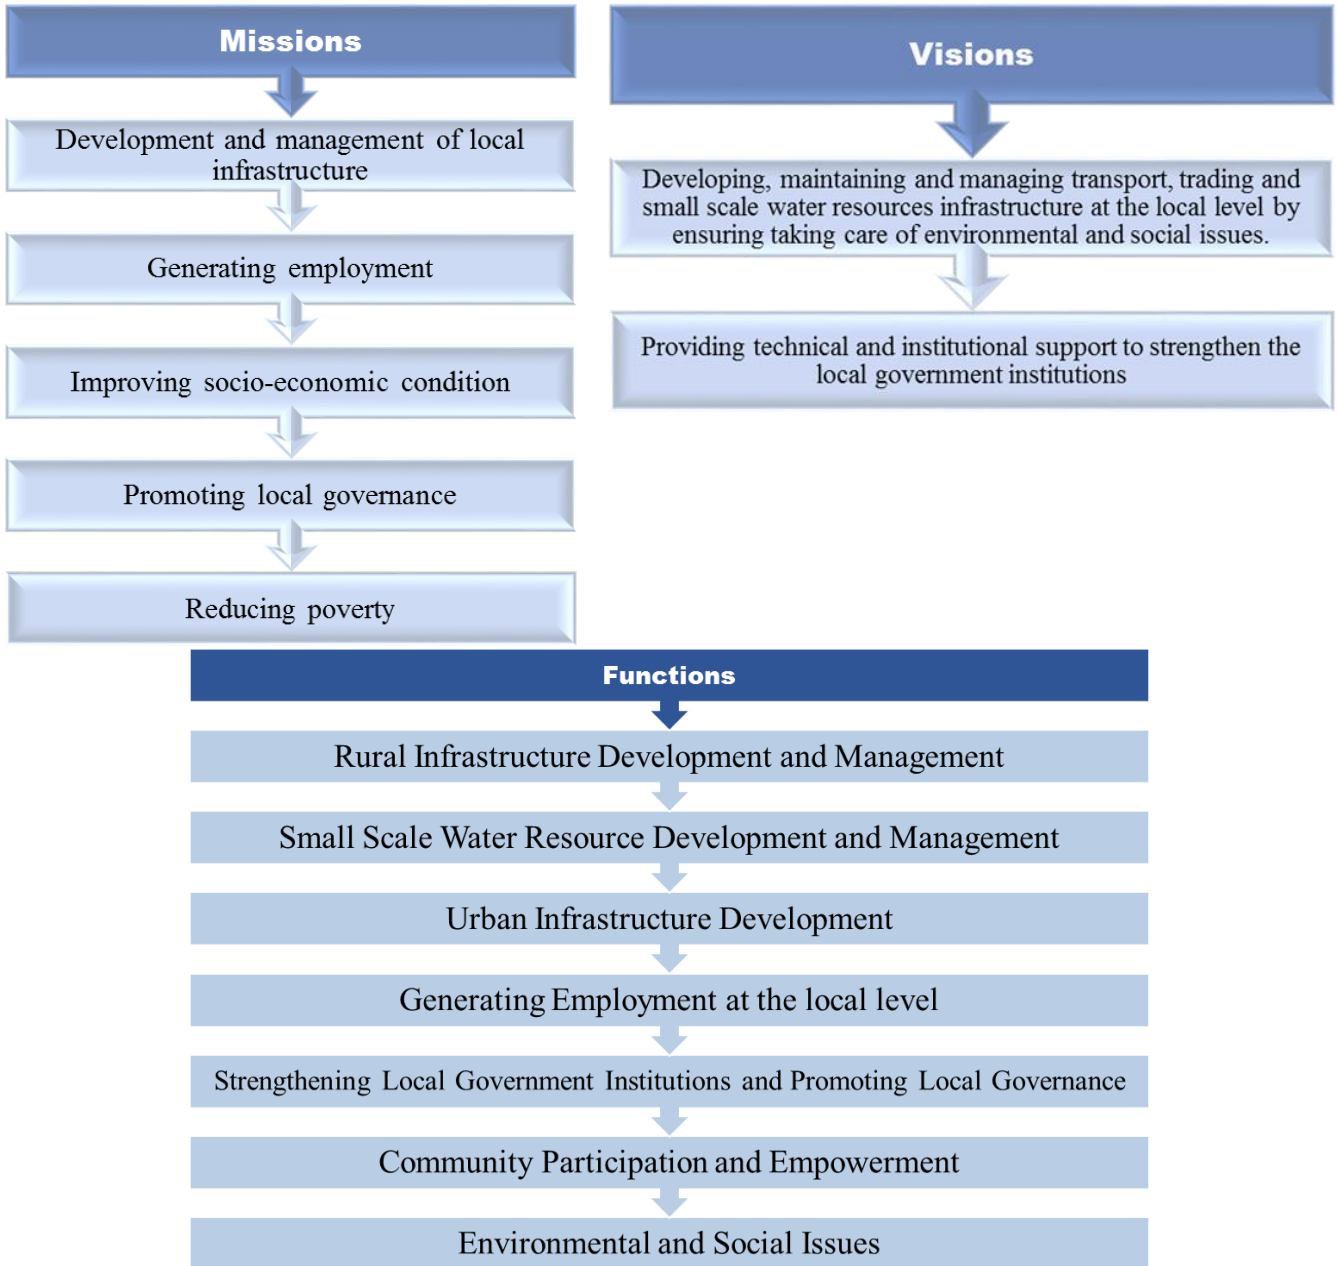 Missions
Development and management of local
infrastructure
Generating employment
Improving socio-economic condition
Promoting local governance
Reducing poverty
Visions
Developing, maintaining and managing transport, trading and
small scale water resources infrastructure at the local level by
ensuring taking care of environmental and social issues.
Providing technical and institutional support to strengthen the
local government institutions
Functions
Rural Infrastructure Development and Management
Small Scale Water Resource Development and Management
Urban Infrastructure Development
Generating Employment at the local level
Strengthening Local Government Institutions and Promoting Local Governance
Community Participation and Empowerment
Environmental and Social Issues